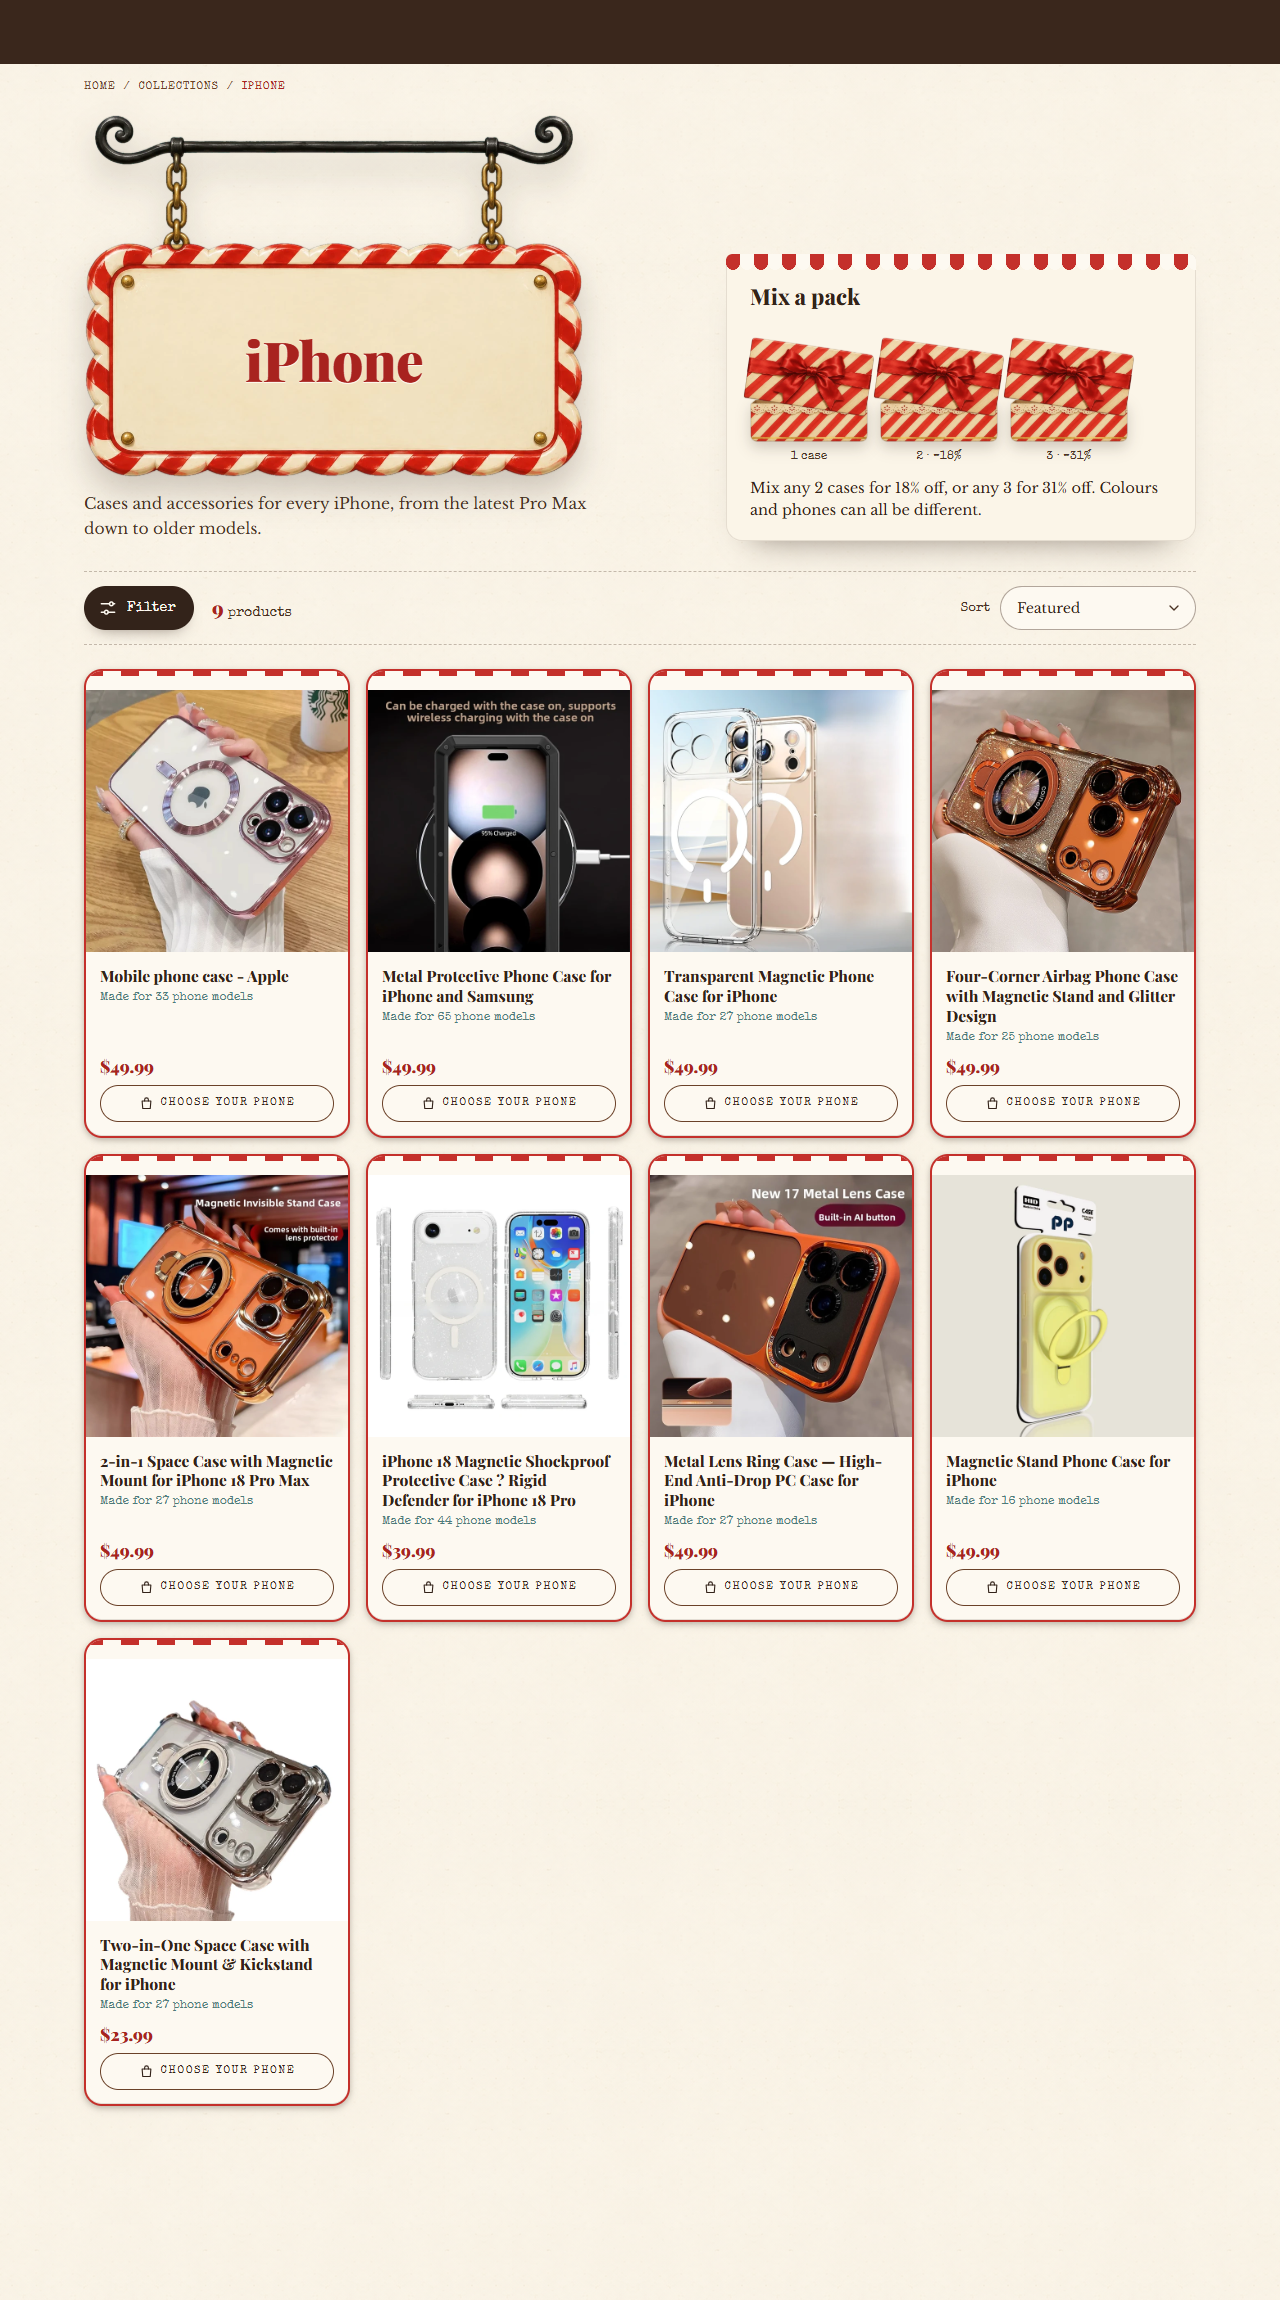 HOME / COLLECTIONS / IPHONE
iPhone
Cases and accessories for every iPhone, from the latest Pro Max
down to older models.
Mix a pack
1 case
2 · -18%
3 · -31%
Mix any 2 cases for 18% off, or any 3 for 31% off. Colours
and phones can all be different.
Filter
9 products
Sort
Featured
Mobile phone case - Apple
Made for 33 phone models
$49.99
CHOOSE YOUR PHONE
Can be charged with the case on, supports
wireless charging with the case on
95% Charged
Metal Protective Phone Case for
iPhone and Samsung
Made for 65 phone models
$49.99
CHOOSE YOUR PHONE
Transparent Magnetic Phone
Case for iPhone
Made for 27 phone models
$49.99
CHOOSE YOUR PHONE
Four-Corner Airbag Phone Case
with Magnetic Stand and Glitter
Design
Made for 25 phone models
$49.99
CHOOSE YOUR PHONE
Magnetic Invisible Stand Case
Comes with built-in
lens protector
2-in-1 Space Case with Magnetic
Mount for iPhone 18 Pro Max
Made for 27 phone models
$49.99
CHOOSE YOUR PHONE
iPhone 18 Magnetic Shockproof
Protective Case ? Rigid
Defender for iPhone 18 Pro
Made for 44 phone models
$39.99
CHOOSE YOUR PHONE
New 17 Metal Lens Case
Built-in AI button
Metal Lens Ring Case — High-
End Anti-Drop PC Case for
iPhone
Made for 27 phone models
$49.99
CHOOSE YOUR PHONE
CASE
PP
Magnetic Stand Phone Case for
iPhone
Made for 16 phone models
$49.99
CHOOSE YOUR PHONE
Two-in-One Space Case with
Magnetic Mount & Kickstand
for iPhone
Made for 27 phone models
$23.99
CHOOSE YOUR PHONE